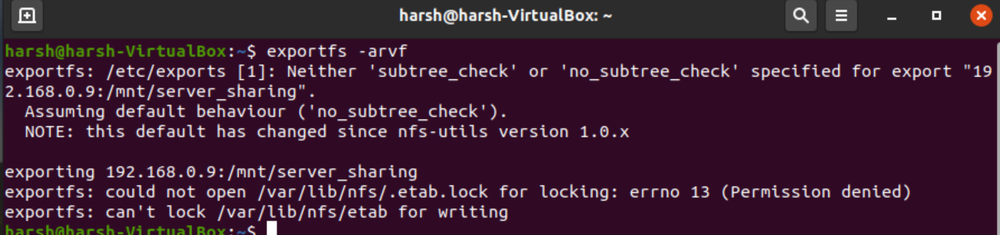 harsh@harsh-VirtualBox: ~
harsh@harsh-VirtualBox:~$ exportfs -arvf
exportfs: /etc/exports [1]: Neither 'subtree_check' or 'no_subtree_check' specified for export "19
2.168.0.9:/mnt/server_sharing".
  Assuming default behaviour ('no_subtree_check').
  NOTE: this default has changed since nfs-utils version 1.0.x
exporting 192.168.0.9:/mnt/server_sharing
exportfs: could not open /var/lib/nfs/.etab.lock for locking: errno 13 (Permission denied)
exportfs: can't lock /var/lib/nfs/etab for writing
harsh@harsh-VirtualBox:~$